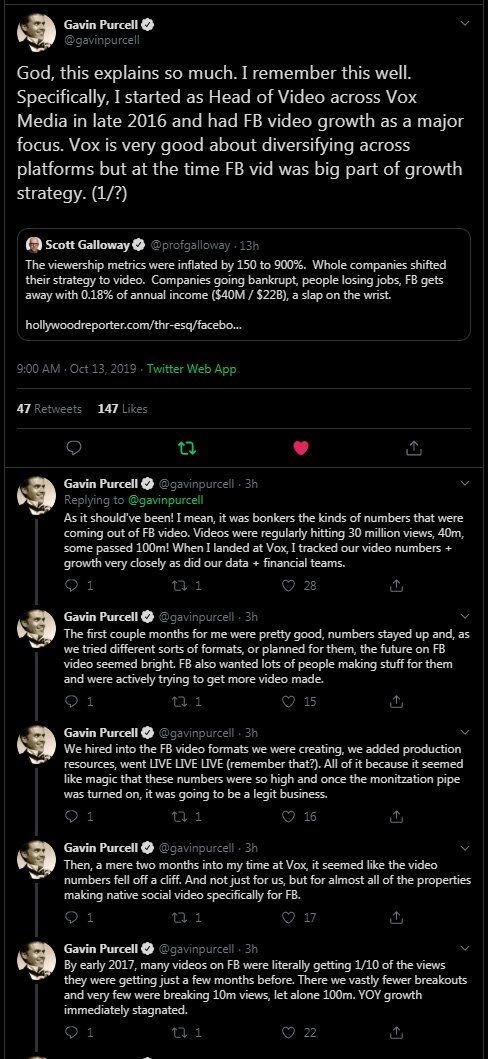 Gavin Purcell
@gavinpurcell
God, this explains so much. I remember this well.
Specifically, I started as Head of Video across Vox
Media in late 2016 and had FB video growth as a major
focus. Vox is very good about diversifying across
platforms but at the time FB vid was big part of growth
strategy. (1/?)
Scott Galloway @profgalloway · 13h
The viewership metrics were inflated by 150 to 900%. Whole companies shifted
their strategy to video. Companies going bankrupt, people losing jobs, FB gets
away with 0.18% of annual income ($40M / $22B), a slap on the wrist.
hollywoodreporter.com/thr-esq/facebo...
9:00 AM · Oct 13, 2019 · Twitter Web App
47 Retweets 147 Likes
Gavin Purcell @gavinpurcell · 3h
Replying to @gavinpurcell
As it should've been! I mean, it was bonkers the kinds of numbers that were
coming out of FB video. Videos were regularly hitting 30 million views, 40m,
some passed 100m! When I landed at Vox, I tracked our video numbers +
growth very closely as did our data + financial teams.
1 1 28
Gavin Purcell @gavinpurcell · 3h
The first couple months for me were pretty good, numbers stayed up and, as
we tried different sorts of formats, or planned for them, the future on FB
video seemed bright. FB also wanted lots of people making stuff for them
and were actively trying to get more video made.
1 1 15
Gavin Purcell @gavinpurcell · 3h
We hired into the FB video formats we were creating, we added production
resources, went LIVE LIVE LIVE (remember that?). All of it because it seemed
like magic that these numbers were so high and once the monitzation pipe
was turned on, it was going to be a legit business.
1 1 16
Gavin Purcell @gavinpurcell · 3h
Then, a mere two months into my time at Vox, it seemed like the video
numbers fell off a cliff. And not just for us, but for almost all of the properties
making native social video specifically for FB.
1 1 17
Gavin Purcell @gavinpurcell · 3h
By early 2017, many videos on FB were literally getting 1/10 of the views
they were getting just a few months before. There we vastly fewer breakouts
and very few were breaking 10m views, let alone 100m. YOY growth
immediately stagnated.
1 1 22